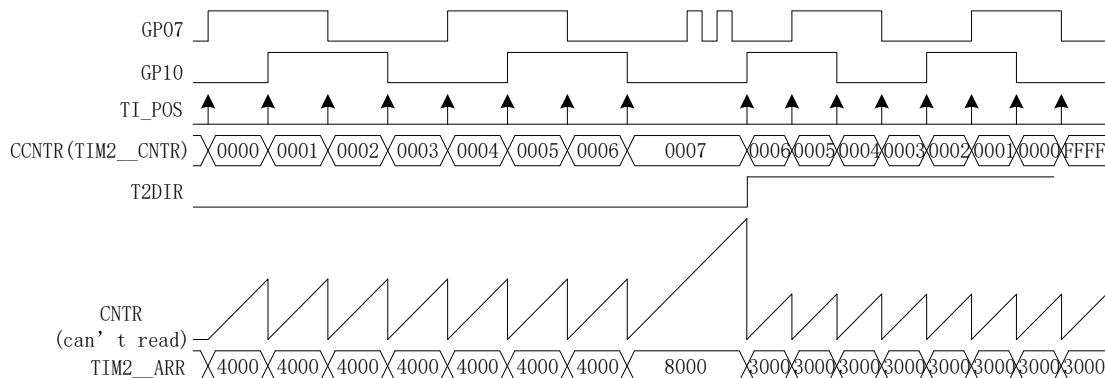 GP07
GP10
TI_POS
CCNTR(TIM2__CNTR) 0000 0001 0002 0003 0004 0005 0006 0007 0006 0005 0004 0003 0002 0001 0000 FFFF
T2DIR
CNTR
(can’t read)
TIM2__ARR 4000 4000 4000 4000 4000 4000 4000 8000 3000 3000 3000 3000 3000 3000 3000 3000